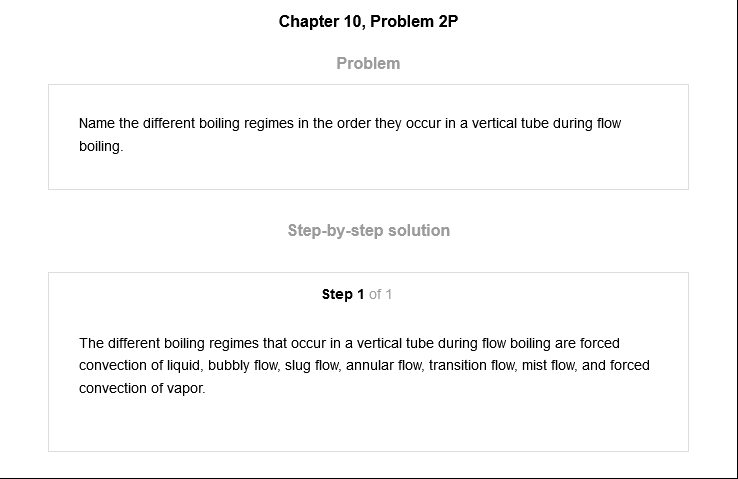 Chapter 10, Problem 2P
Problem
Name the different boiling regimes in the order they occur in a vertical tube during flow
boiling.
Step-by-step solution
Step 1 of 1
The different boiling regimes that occur in a vertical tube during flow boiling are forced
convection of liquid, bubbly flow, slug flow, annular flow, transition flow, mist flow, and forced
convection of vapor.